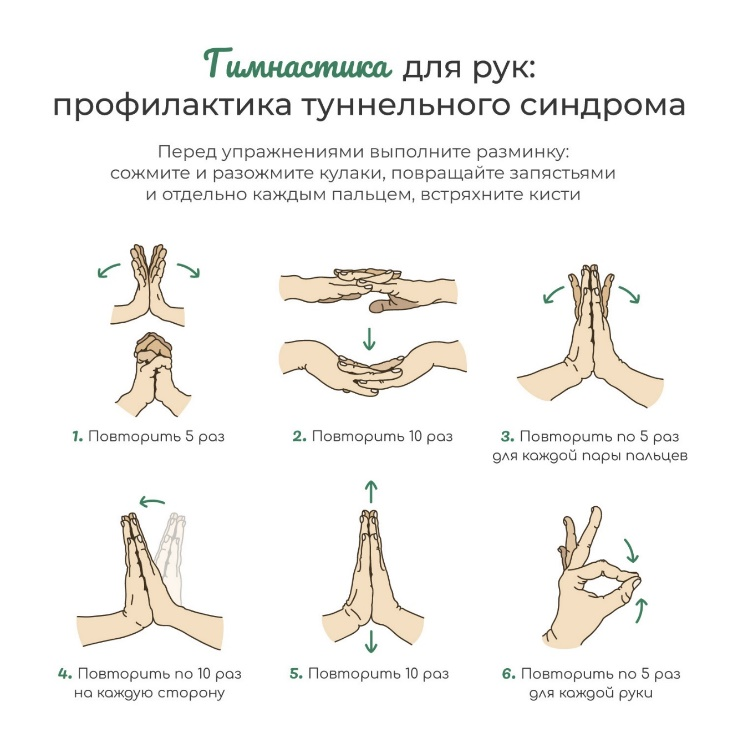 Гимнастика для рук:
профилактика туннельного синдрома
Перед упражнениями выполните разминку:
сожмите и разожмите кулаки, повращайте запястьями
и отдельно каждым пальцем, встряхните кисти
1. Повторить 5 раз
2. Повторить 10 раз
3. Повторить по 5 раз
для каждой пары пальцев
4. Повторить по 10 раз
на каждую сторону
5. Повторить 10 раз
6. Повторить по 5 раз
для каждой руки